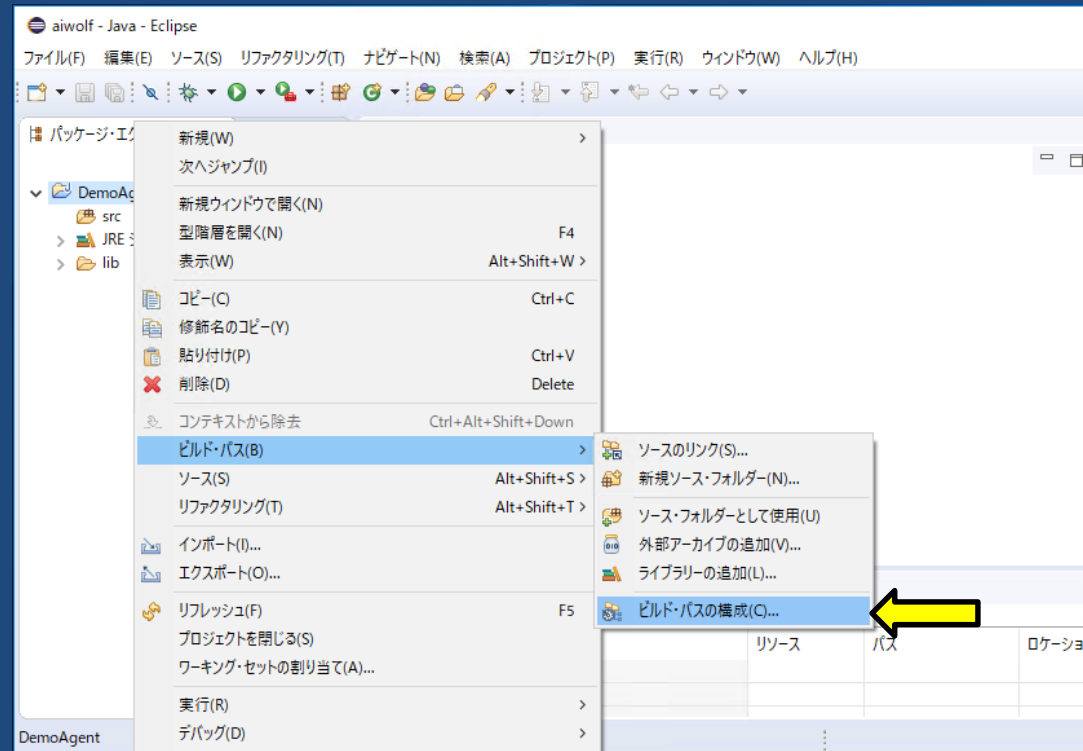 aiwolf - Java - Eclipse
ファイル(F) 編集(E) ソース(S) リファクタリング(T) ナビゲート(N) 検索(A) プロジェクト(P) 実行(R) ウィンドウ(W) ヘルプ(H)
パッケージ・エク
DemoAg
src
JRE シ
lib
新規(W)
次へジャンプ(I)
新規ウィンドウで開く(N)
型階層を開く(N) F4
表示(W) Alt+Shift+W >
コピー(C) Ctrl+C
修飾名のコピー(Y)
貼り付け(P) Ctrl+V
削除(D) Delete
コンテキストから除去 Ctrl+Alt+Shift+Down
ビルド・パス(B)
ソース(S) Alt+Shift+S >
リファクタリング(T) Alt+Shift+T >
インポート(I)...
エクスポート(O)...
リフレッシュ(F) F5
プロジェクトを閉じる(S)
ワーキング・セットの割り当て(A)...
実行(R)
デバッグ(D)
ソースのリンク(S)...
新規ソース・フォルダー(N)...
ソース・フォルダーとして使用(U)
外部アーカイブの追加(V)...
ライブラリーの追加(L)...
ビルド・パスの構成(C)...
リソース パス ロケーショ
DemoAgent